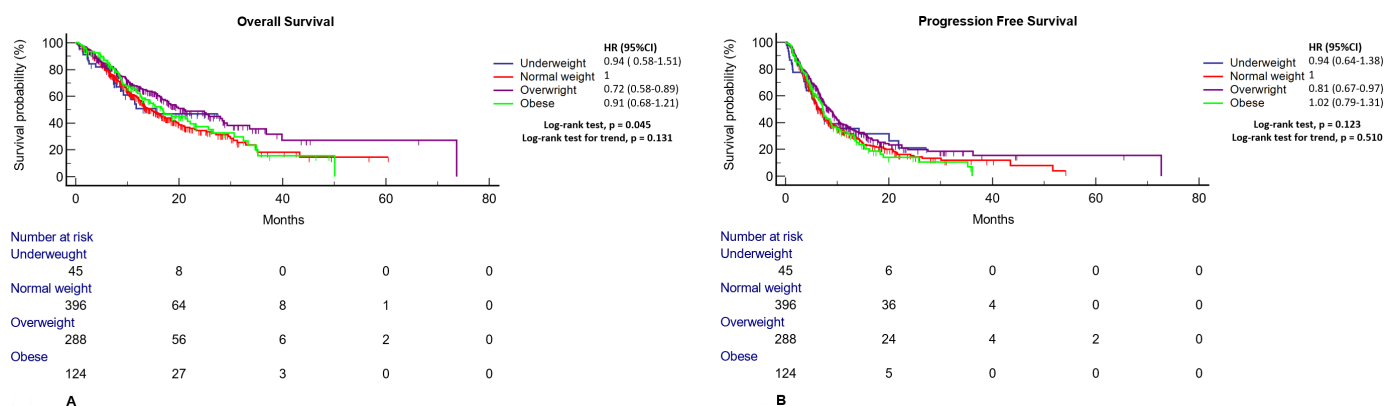 Overall Survival
Survival probability (%)
100
80
60
40
20
0
0 20 40 60 80
Months
HR (95%CI)
Underweight 0.94 ( 0.58-1.51)
Normal weight 1
Overwright 0.72 (0.58-0.89)
Obese 0.91 (0.68-1.21)
Log-rank test, p = 0.045
Log-rank test for trend, p = 0.131
Number at risk
Underweught
45 8 0 0 0
Normal weight
396 64 8 1 0
Overweight
288 56 6 2 0
Obese
124 27 3 0 0
A
Progression Free Survival
Survival probability (%)
100
80
60
40
20
0
0 20 40 60 80
Months
HR (95%CI)
Underweight 0.94 (0.64-1.38)
Normal weight 1
Overwright 0.81 (0.67-0.97)
Obese 1.02 (0.79-1.31)
Log-rank test, p = 0.123
Log-rank test for trend, p = 0.510
Number at risk
Underweight
45 6 0 0 0
Normal weight
396 36 4 0 0
Overweight
288 24 4 2 0
Obese
124 5 0 0 0
B